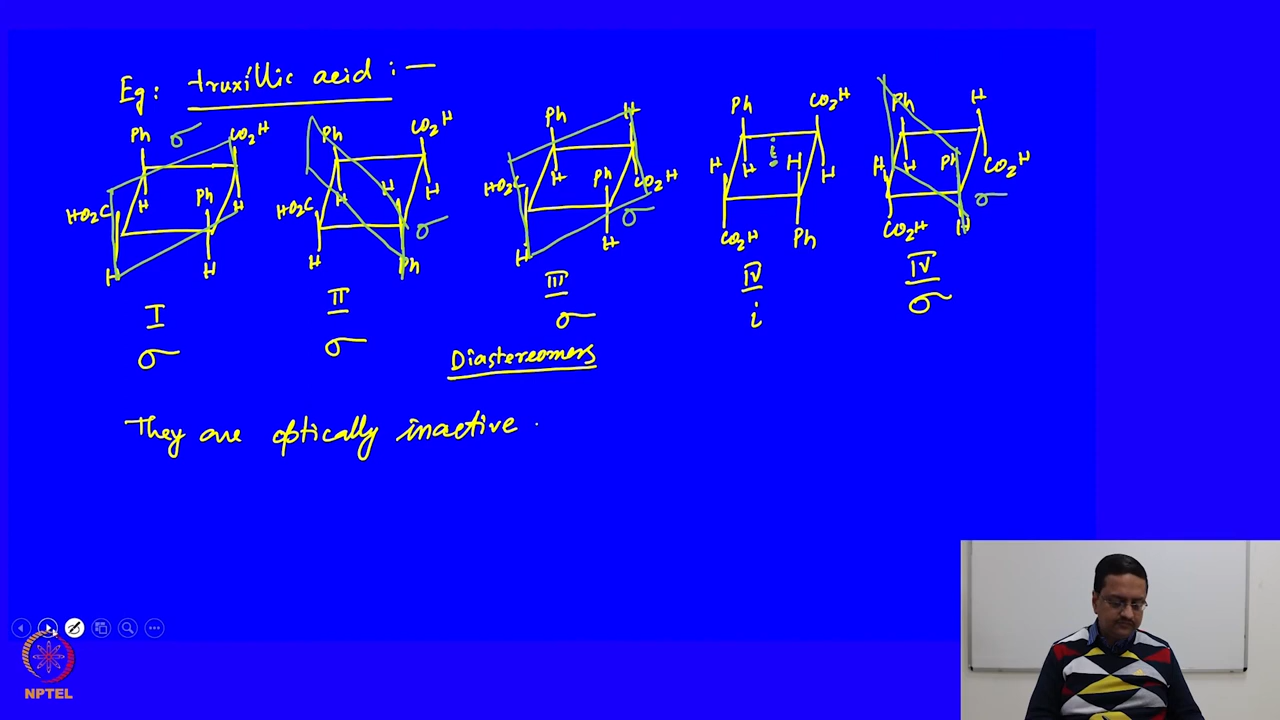 Eg: truxillic acid :-
Ph CO2H σ
HO2C H Ph H
H H
I
σ
Ph CO2H
HO2C H H H
H Ph σ
II
σ
Ph H
HO2C H Ph CO2H
H H σ
III
σ
Ph CO2H
H H i H H
CO2H Ph
IV
i
Ph H
H H Ph CO2H
CO2H H σ
IV
σ
Diastereomers
They are optically inactive.
NPTEL